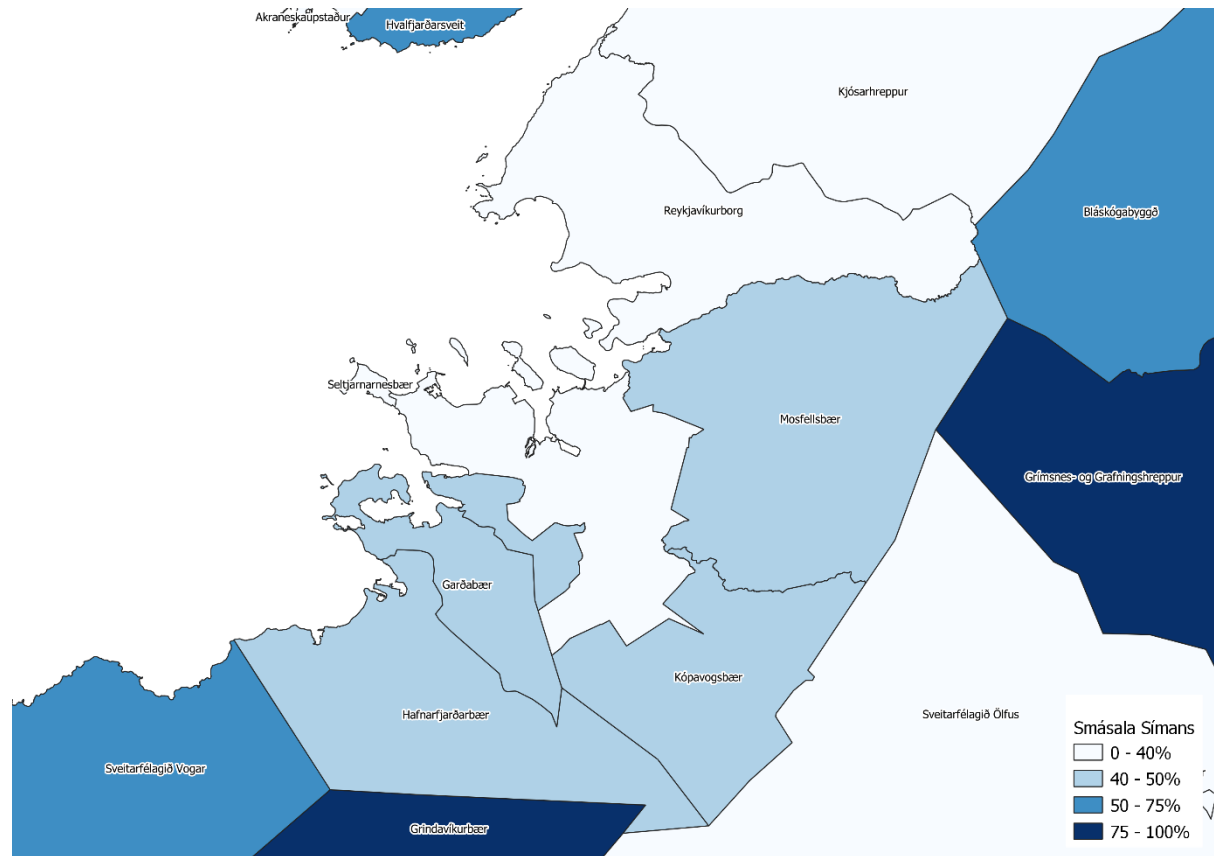 Akraneskaupstaður
Hvalfjarðarsveit
Kjósarhreppur
Reykjavíkurborg
Bláskógabyggð
Seltjarnarnesbær
Mosfellsbær
Grímsnes- og Grafningshreppur
Garðabær
Kópavogsbær
Hafnarfjarðarbær
Sveitarfélagið Ölfus
Sveitarfélagið Vogar
Grindavíkurbær
Smásala Símans
0 - 40%
40 - 50%
50 - 75%
75 - 100%